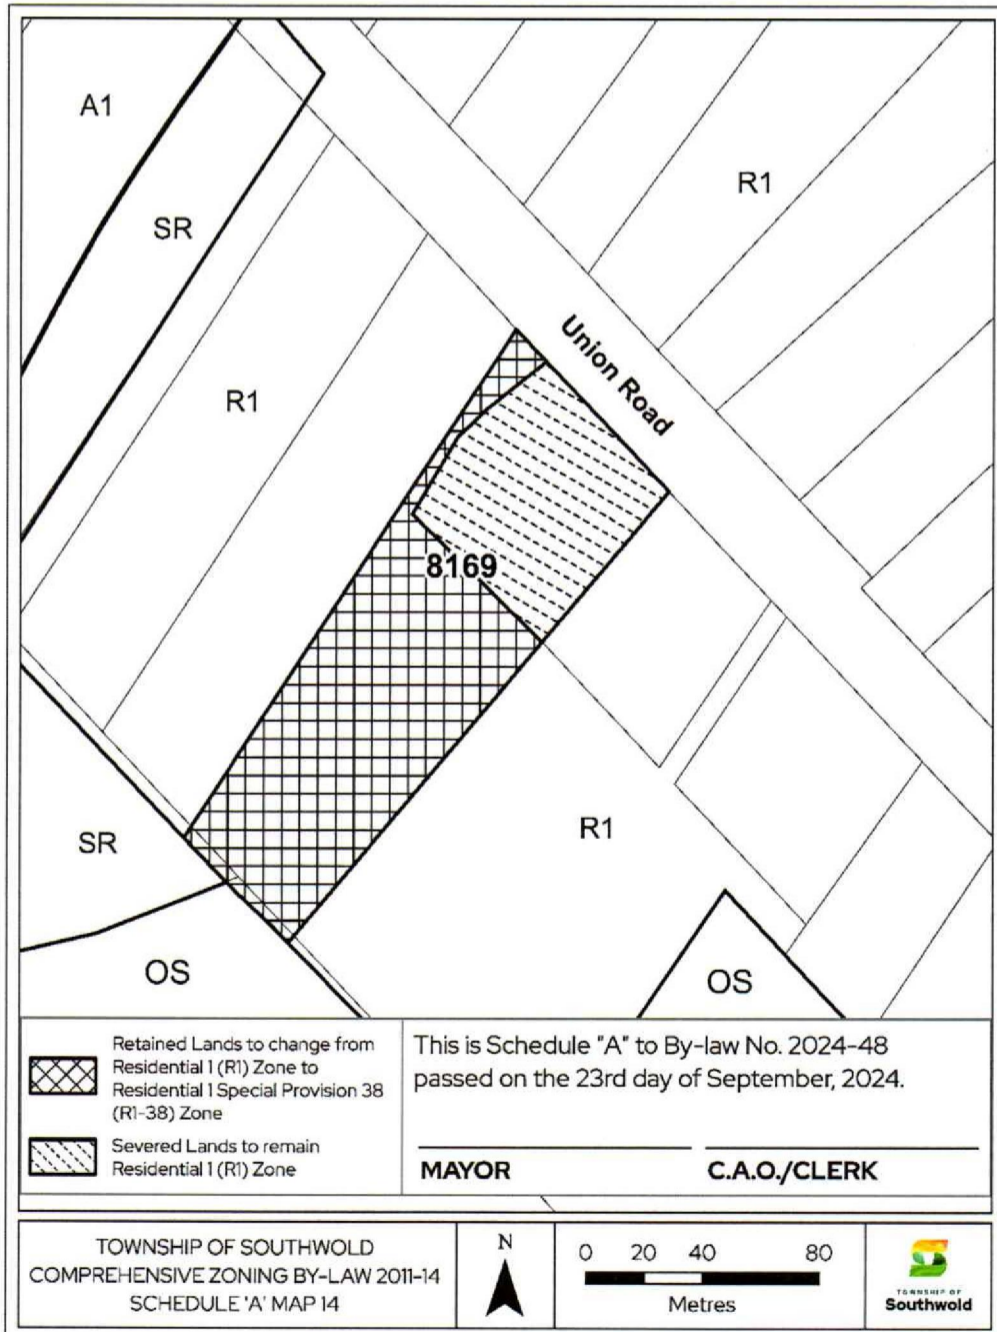 A1
R1
SR
Union Road
R1
8169
R1
SR
OS
OS
Retained Lands to change from
Residential 1 (R1) Zone to
Residential 1 Special Provision 38
(R1-38) Zone
Severed Lands to remain
Residential 1 (R1) Zone
This is Schedule "A" to By-law No. 2024-48
passed on the 23rd day of September, 2024.
MAYOR
C.A.O./CLERK
TOWNSHIP OF SOUTHWOLD
COMPREHENSIVE ZONING BY-LAW 2011-14
SCHEDULE 'A' MAP 14
N
0 20 40 80
Metres
TOWNSHIP OF
Southwold